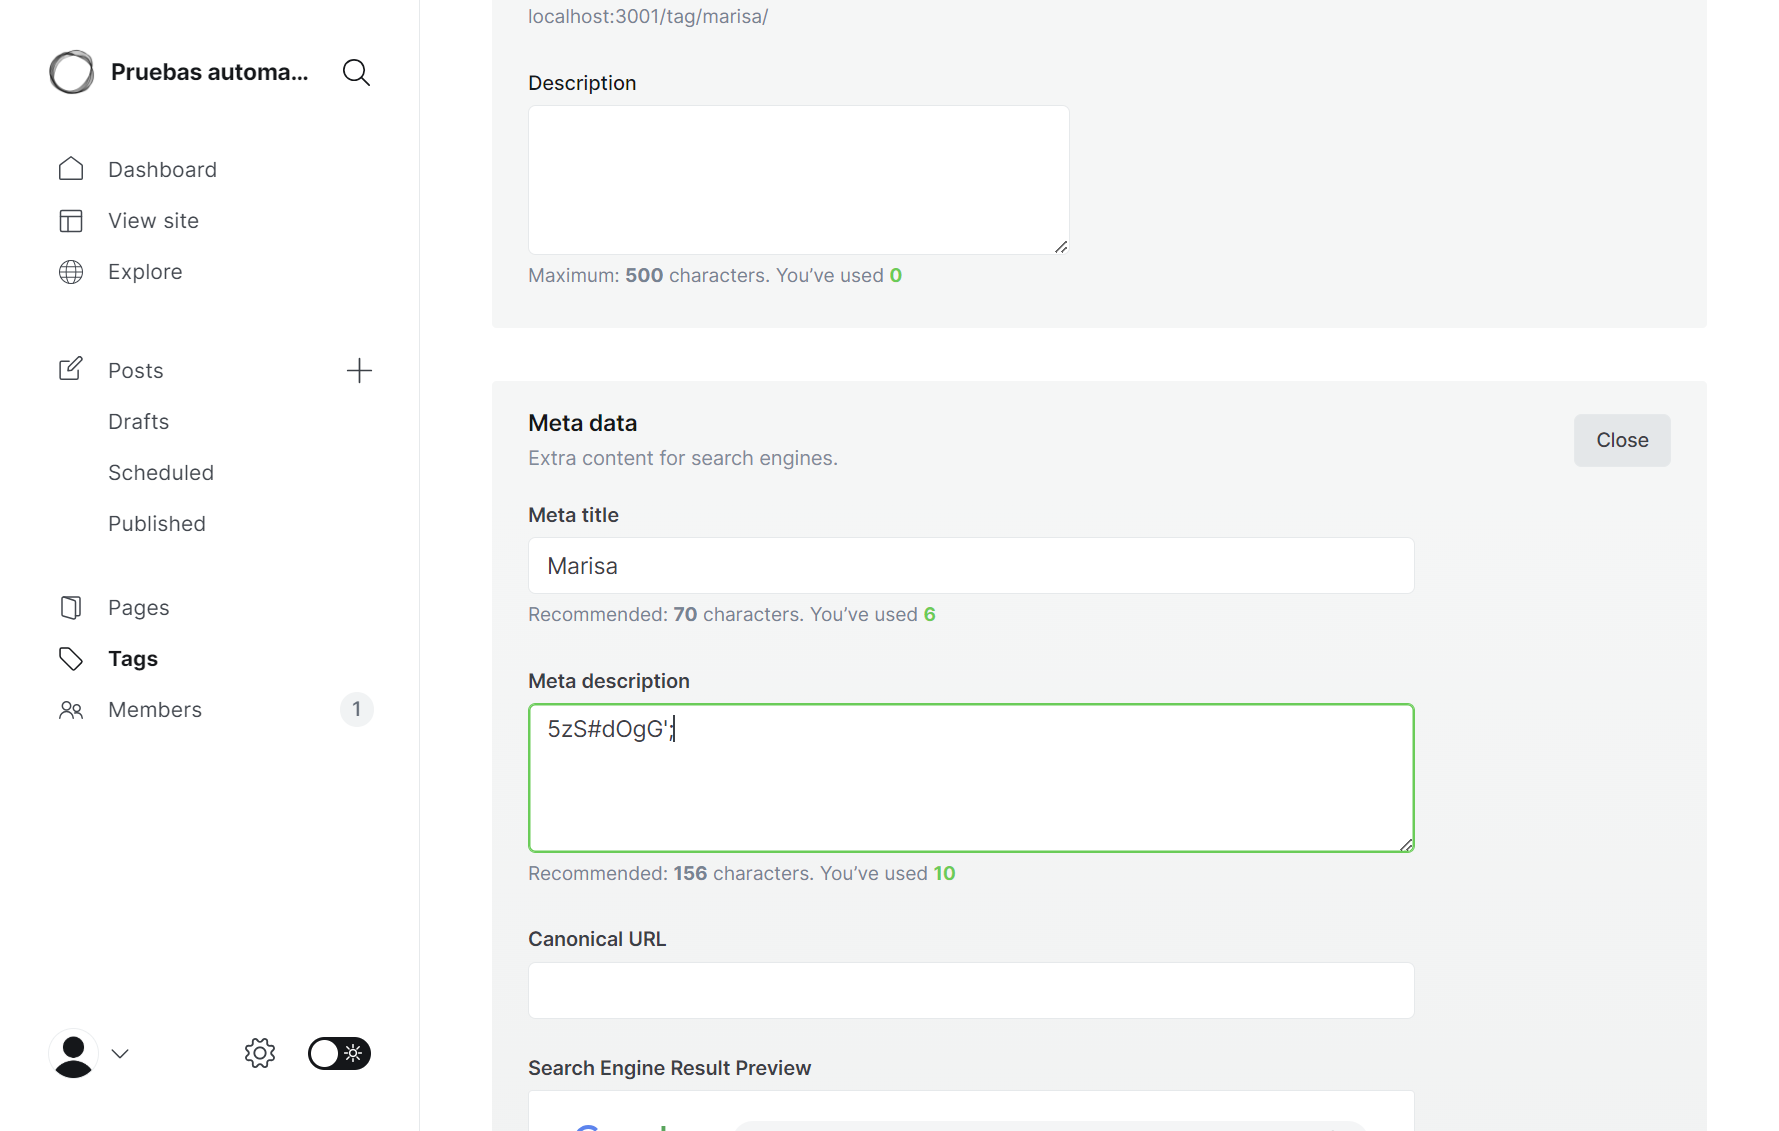 Pruebas automa...
Dashboard
View site
Explore
Posts
Drafts
Scheduled
Published
Pages
Tags
Members
1
localhost:3001/tag/marisa/
Description
Maximum: 500 characters. You’ve used 0
Meta data
Extra content for search engines.
Close
Meta title
Marisa
Recommended: 70 characters. You’ve used 6
Meta description
5zS#dOgG';
Recommended: 156 characters. You’ve used 10
Canonical URL
Search Engine Result Preview